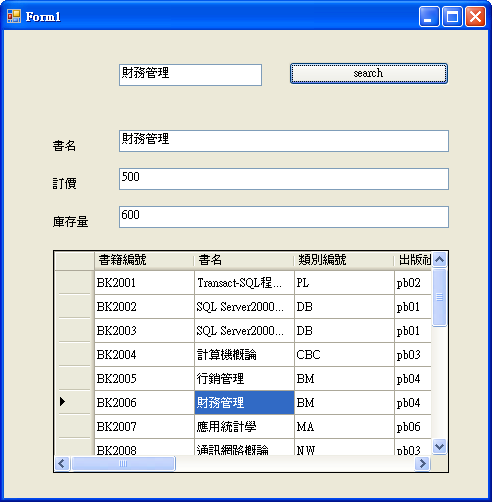 Form1
財務管理 search
書名 財務管理
訂價 500
庫存量 600
書籍編號 書名 類別編號 出版社
BK2001 Transact-SQL程... PL pb02
BK2002 SQL Server2000... DB pb01
BK2003 SQL Server2000... DB pb01
BK2004 計算機概論 CBC pb03
BK2005 行銷管理 BM pb04
BK2006 財務管理 BM pb04
BK2007 應用統計學 MA pb06
BK2008 通訊網路概論 NW pb03